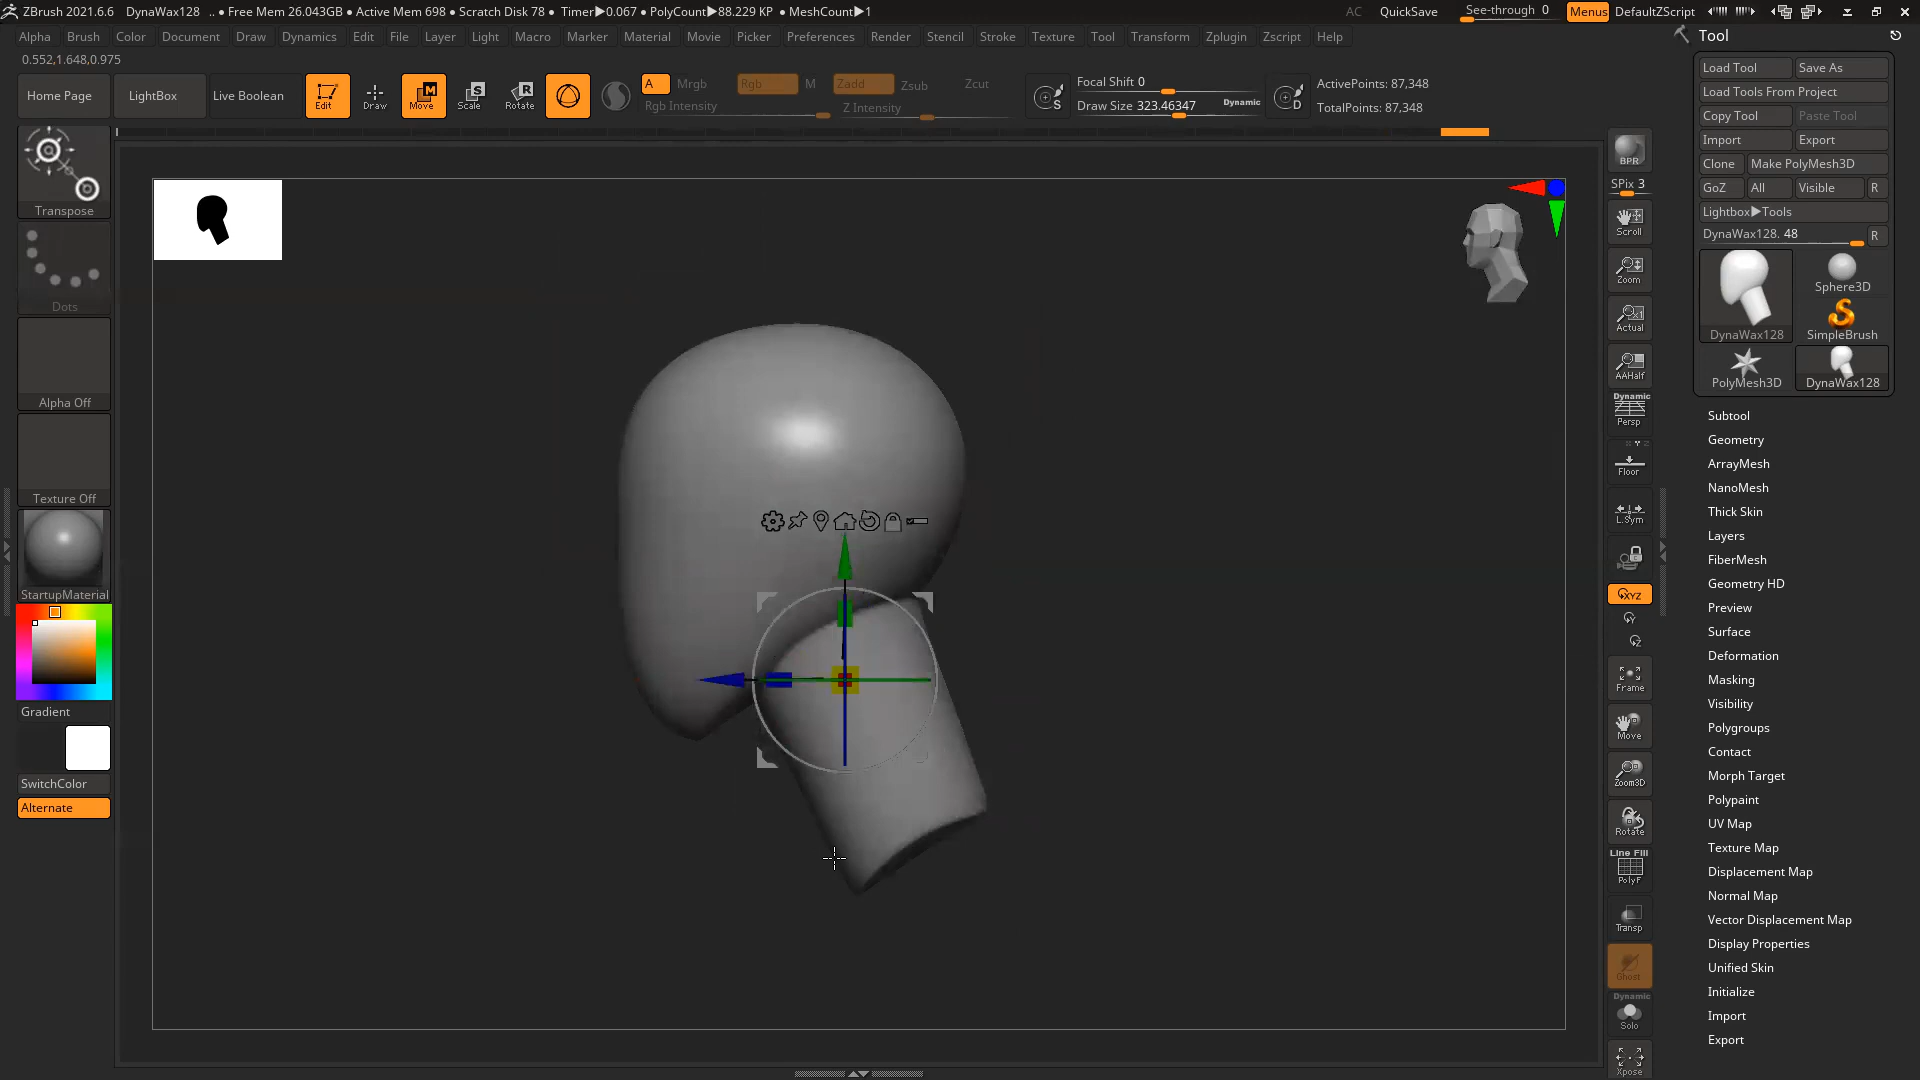 ZBrush 2021.6.6 DynaWax128 .. ● Free Mem 26.043GB ● Active Mem 698 ● Scratch Disk 78 ● Timer▶0.067 ● PolyCount▶88.229 KP ● MeshCount▶1 AC QuickSave See-through 0 Menus DefaultZScript
Alpha Brush Color Document Draw Dynamics Edit File Layer Light Macro Marker Material Movie Picker Preferences Render Stencil Stroke Texture Tool Transform Zplugin Zscript Help
0.552,1.648,0.975
Home Page LightBox Live Boolean Edit Draw Move Scale Rotate
M S R
A Mrgb Rgb M Zadd Zsub Zcut
Rgb Intensity Z Intensity
S Focal Shift 0
Draw Size 323.46347 Dynamic D
ActivePoints: 87,348
TotalPoints: 87,348
Transpose
Dots
Alpha Off
Texture Off
StartupMaterial
Gradient
SwitchColor
Alternate
BPR
SPix 3
Scroll
Zoom
Actual
AAHalf
Dynamic
Persp
Floor
L.Sym
XYZ
Y
Z
Frame
Move
Zoom3D
Rotate
Line Fill
PolyF
Transp
Ghost
Dynamic
Solo
Xpose
Tool
Load Tool Save As
Load Tools From Project
Copy Tool Paste Tool
Import Export
Clone Make PolyMesh3D
GoZ All Visible R
Lightbox▶Tools
DynaWax128. 48 R
Sphere3D
DynaWax128 SimpleBrush
PolyMesh3D DynaWax128
Subtool
Geometry
ArrayMesh
NanoMesh
Thick Skin
Layers
FiberMesh
Geometry HD
Preview
Surface
Deformation
Masking
Visibility
Polygroups
Contact
Morph Target
Polypaint
UV Map
Texture Map
Displacement Map
Normal Map
Vector Displacement Map
Display Properties
Unified Skin
Initialize
Import
Export